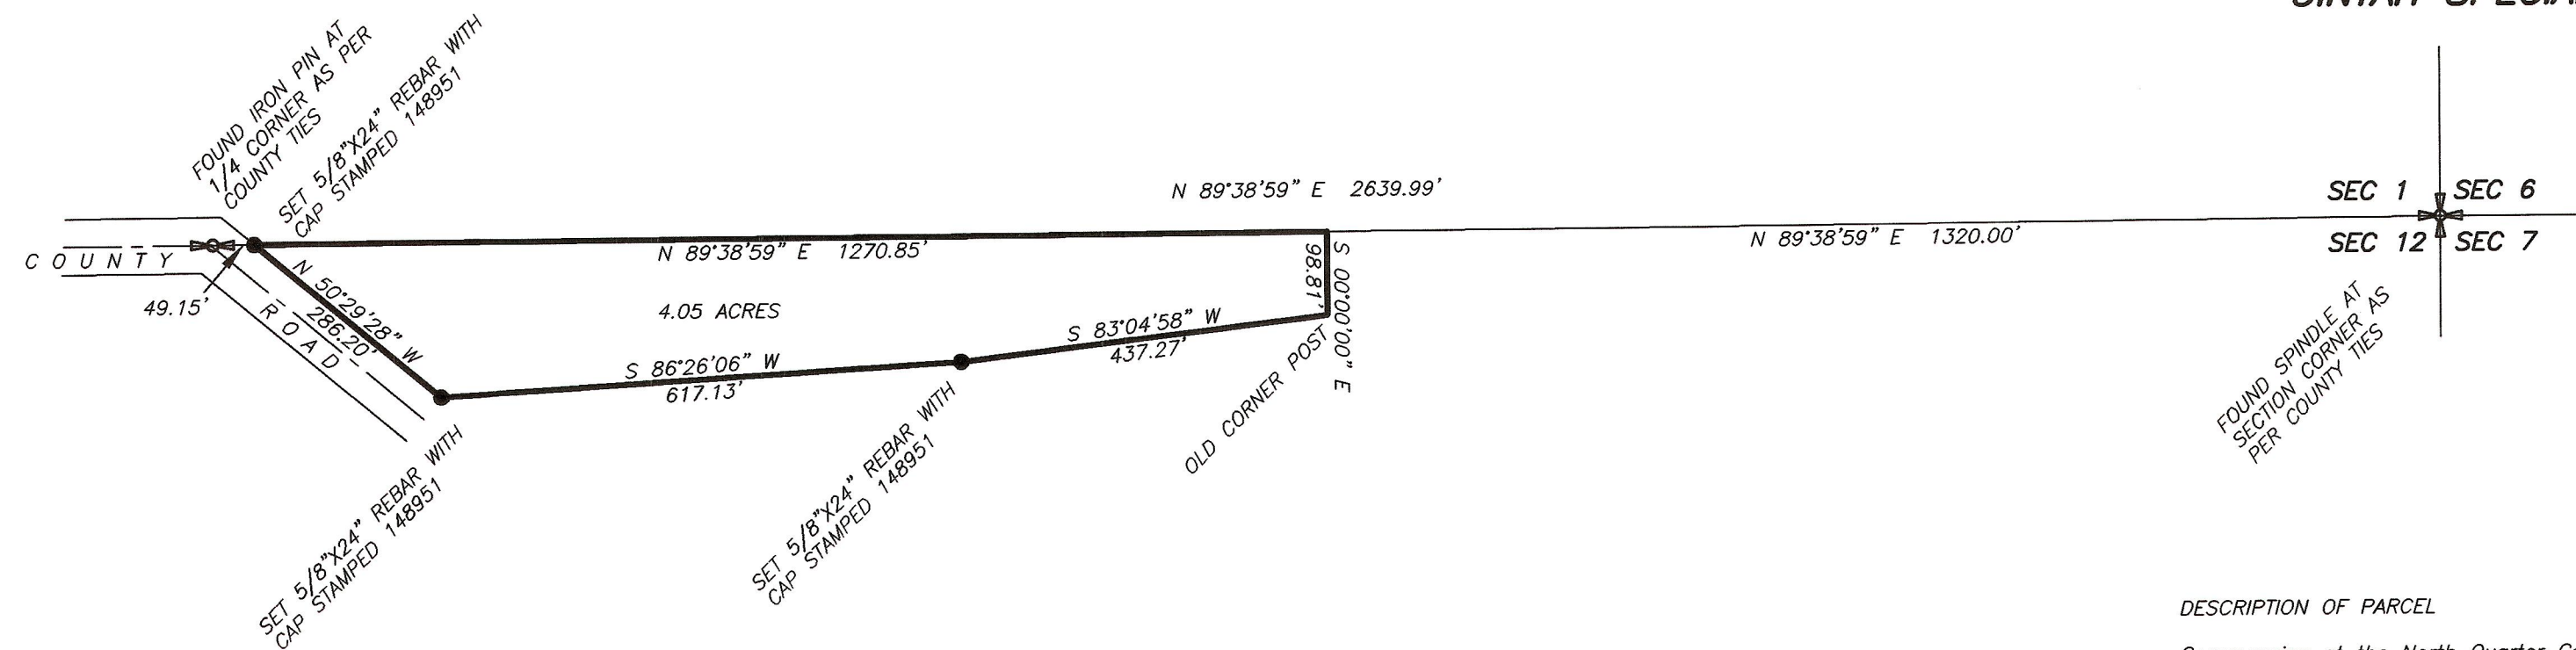 FOUND IRON PIN AT
1/4 CORNER AS PER
COUNTY TIES
SET 5/8"X24" REBAR WITH
CAP STAMPED 148951
N 89°38'59" E 2639.99'
SEC 1
SEC 6
SEC 12
SEC 7
N 89°38'59" E 1270.85'
N 89°38'59" E 1320.00'
COUNTY
ROAD
49.15'
N 50°29'28" W
286.20'
4.05 ACRES
S 86°26'06" W
617.13'
S 83°04'58" W
437.27'
98.81'
S 00°00'00" E
OLD CORNER POST
SET 5/8"X24" REBAR WITH
CAP STAMPED 148951
SET 5/8"X24" REBAR WITH
CAP STAMPED 148951
FOUND SPINDLE AT
SECTION CORNER AS
PER COUNTY TIES
DESCRIPTION OF PARCEL